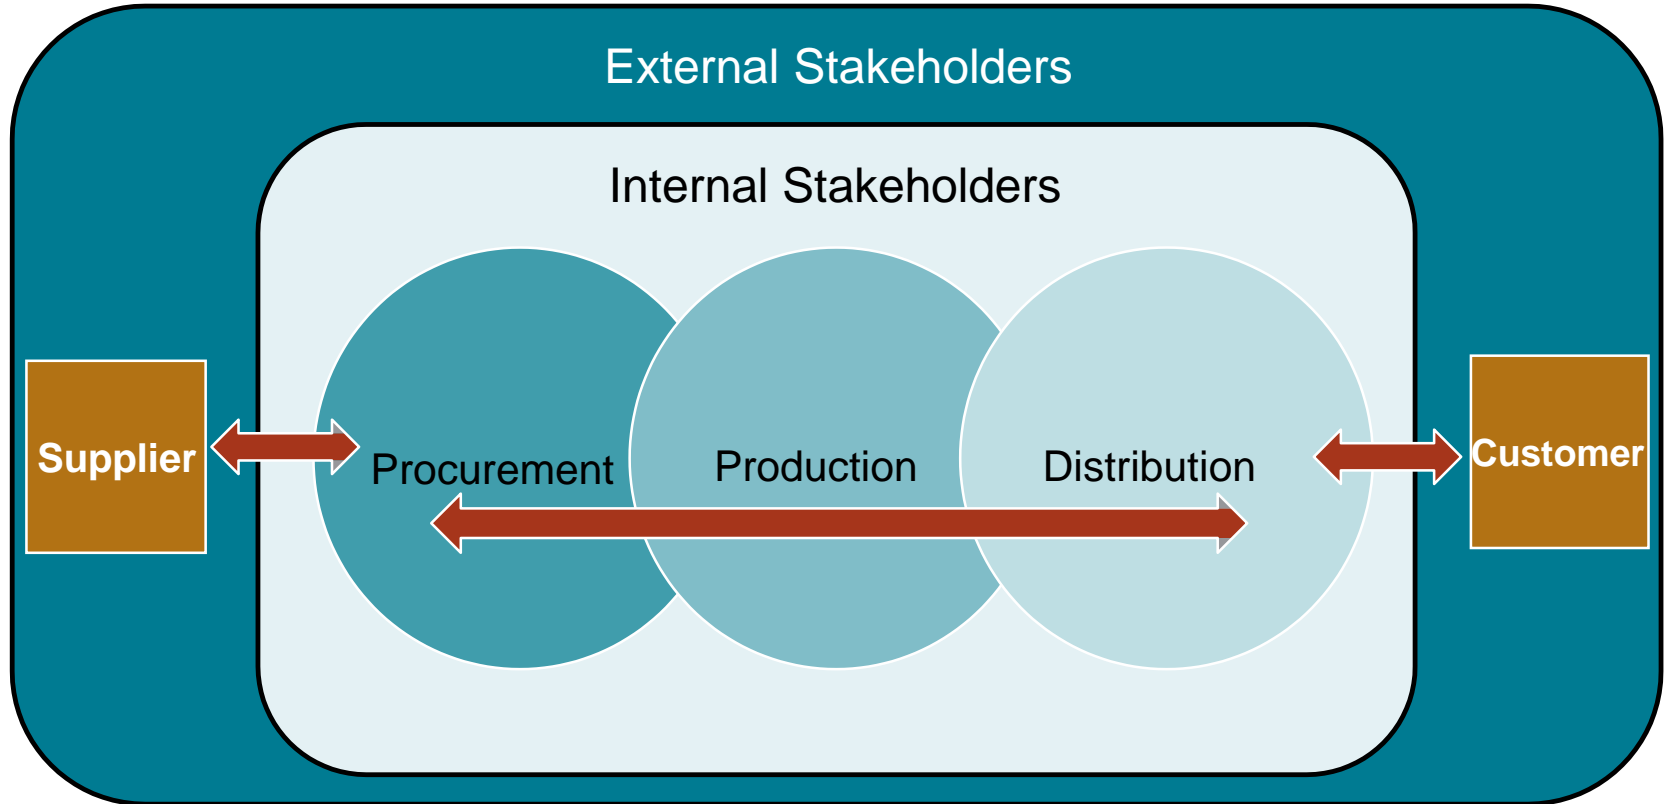 External Stakeholders
Internal Stakeholders
Supplier
Procurement
Production
Distribution
Customer